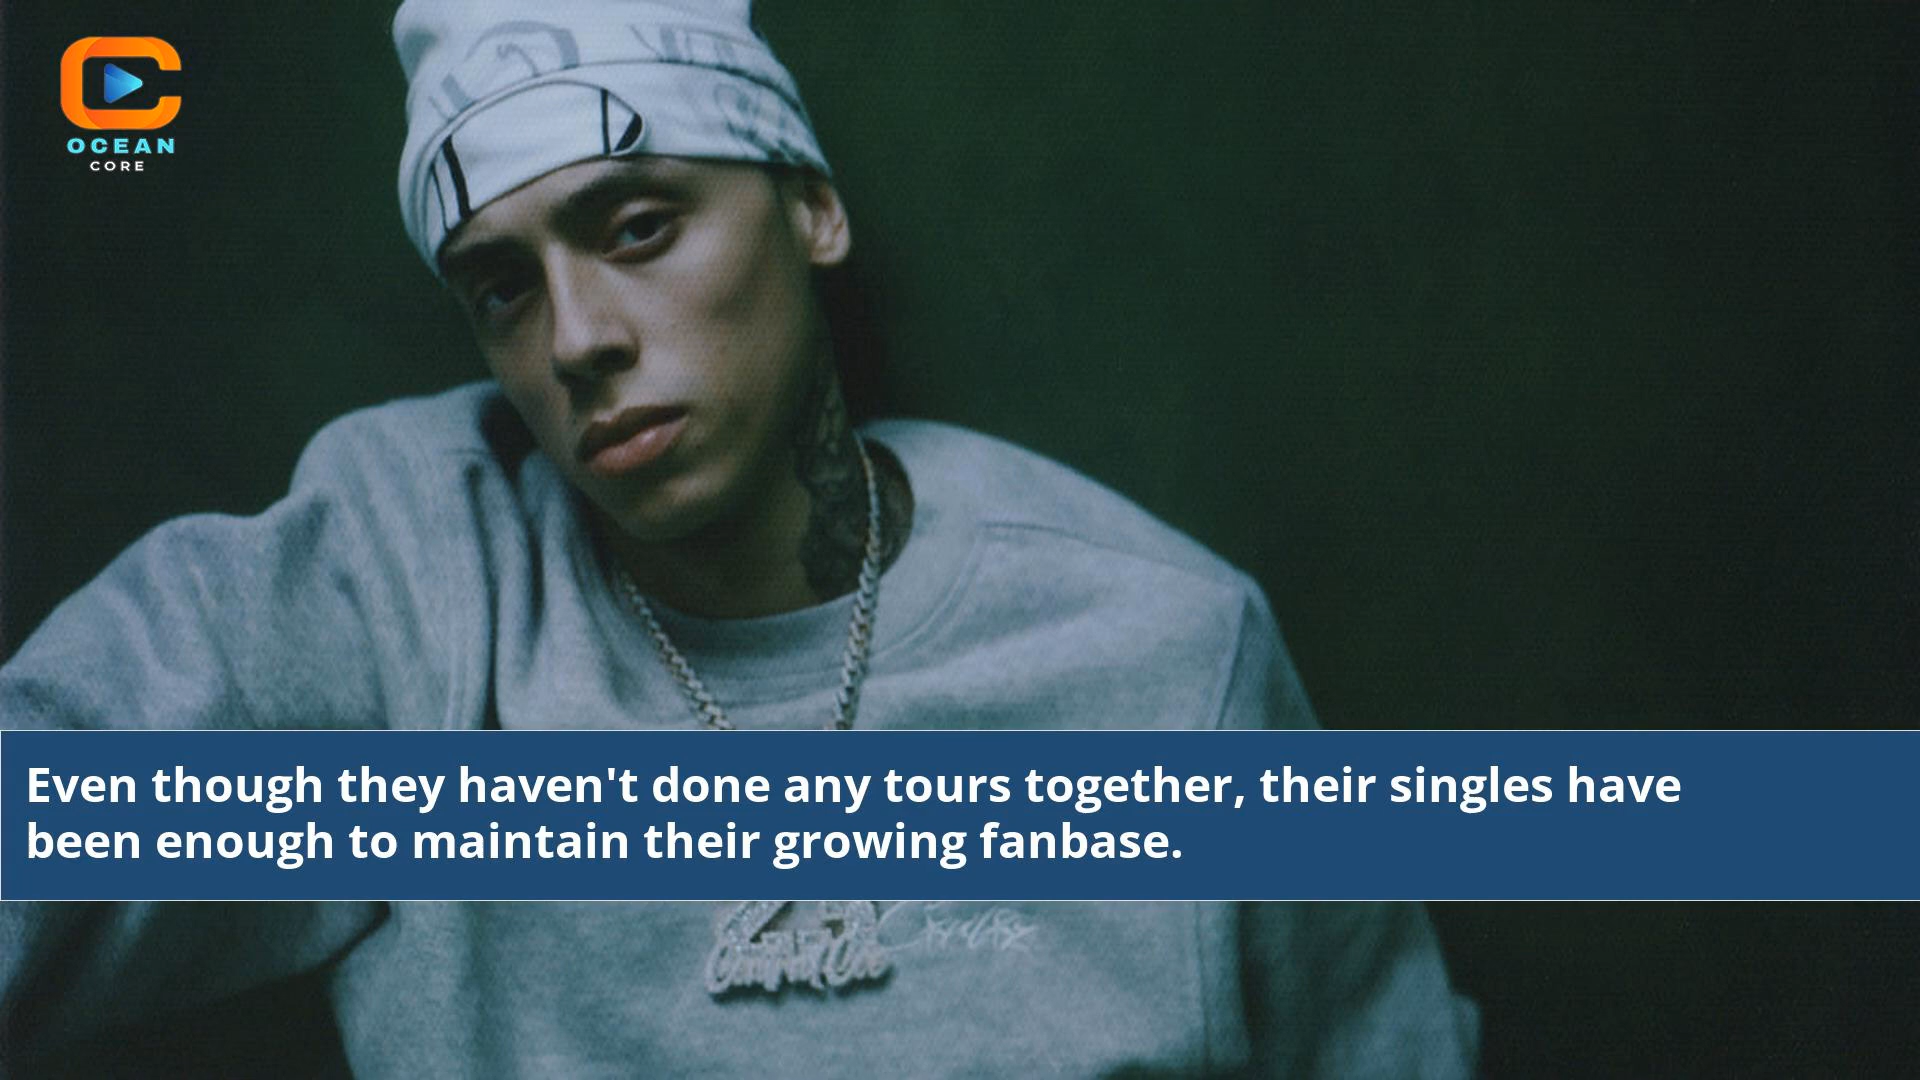 OCEAN
CORE
Even though they haven't done any tours together, their singles have
been enough to maintain their growing fanbase.